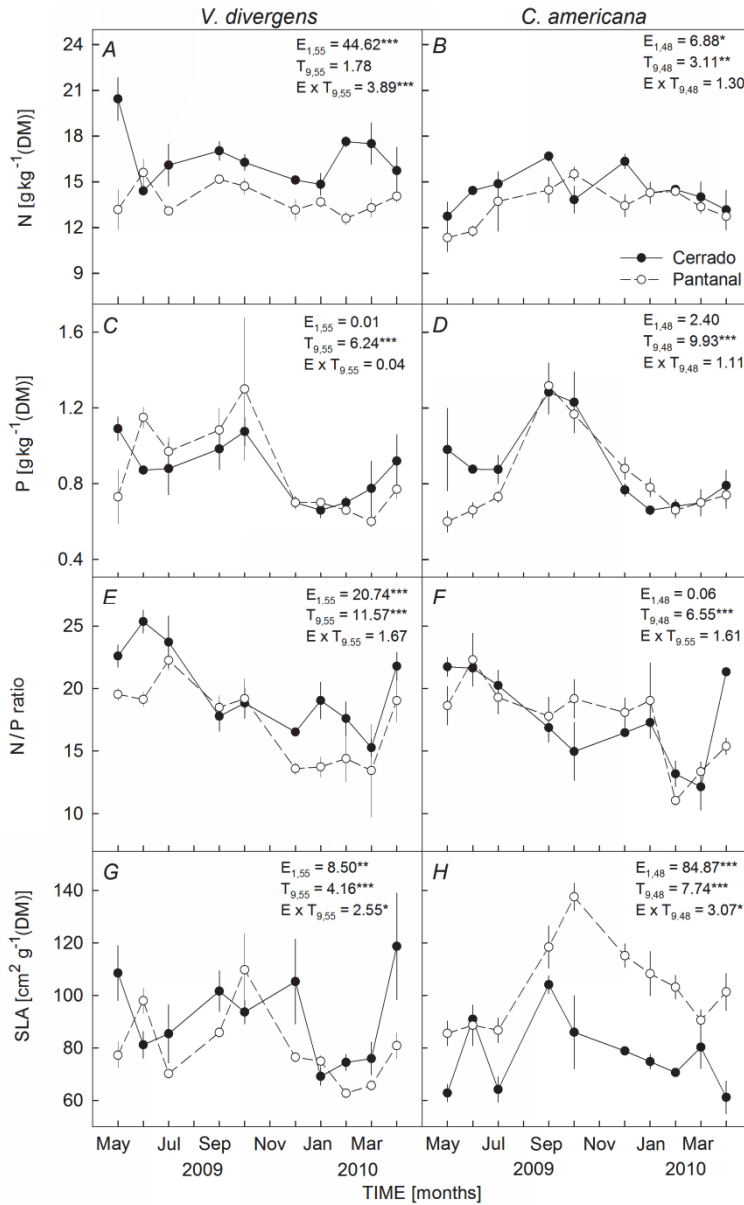 V. divergens
C. americana
A
E1,55 = 44.62***
T9,55 = 1.78
E x T9,55 = 3.89***
B
E1,48 = 6.88*
T9,48 = 3.11**
E x T9,48 = 1.30
N [gkg-1(DM)]
24
21
18
15
12
9
Cerrado
Pantanal
C
E1,55 = 0.01
T9,55 = 6.24***
E x T9.55 = 0.04
D
E1,48 = 2.40
T9,48 = 9.93***
E x T9,48 = 1.11
P [gkg-1(DM)]
1.6
1.2
0.8
0.4
E
E1,55 = 20.74***
T9,55 = 11.57***
E x T9.55 = 1.67
F
E1,48 = 0.06
T9,48 = 6.55***
E x T9.55 = 1.61
N/P ratio
25
20
15
10
G
E1,55 = 8.50**
T9,55 = 4.16***
E x T9,55 = 2.55*
H
E1,48 = 84.87***
T9,48 = 7.74***
E x T9.48 = 3.07*
SLA [cm2 g-1(DM)]
140
120
100
80
60
May Jul Sep Nov Jan Mar May Jul Sep Nov Jan Mar
2009 2010 2009 2010
TIME [months]